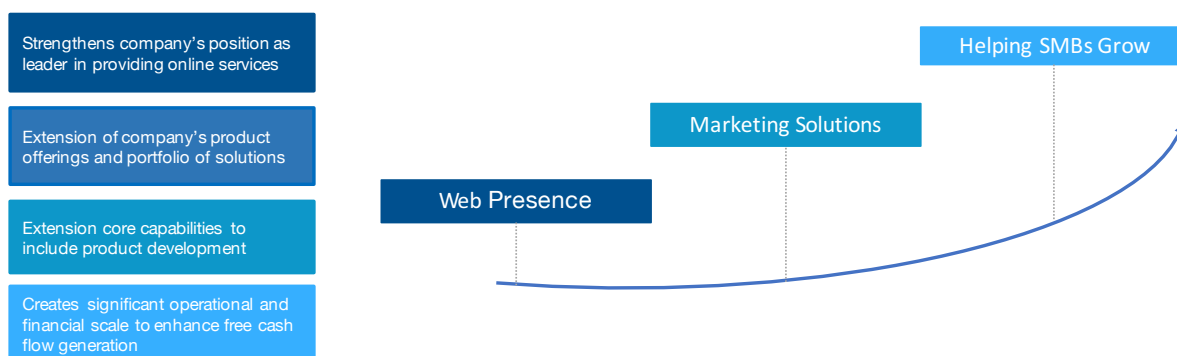 Strengthens company's position as
leader in providing online services
Extension of company's product
offerings and portfolio of solutions
Extension core capabilities to
include product development
Creates significant operational and
financial scale to enhance free cash
flow generation
Web Presence
Marketing Solutions
Helping SMBs Grow